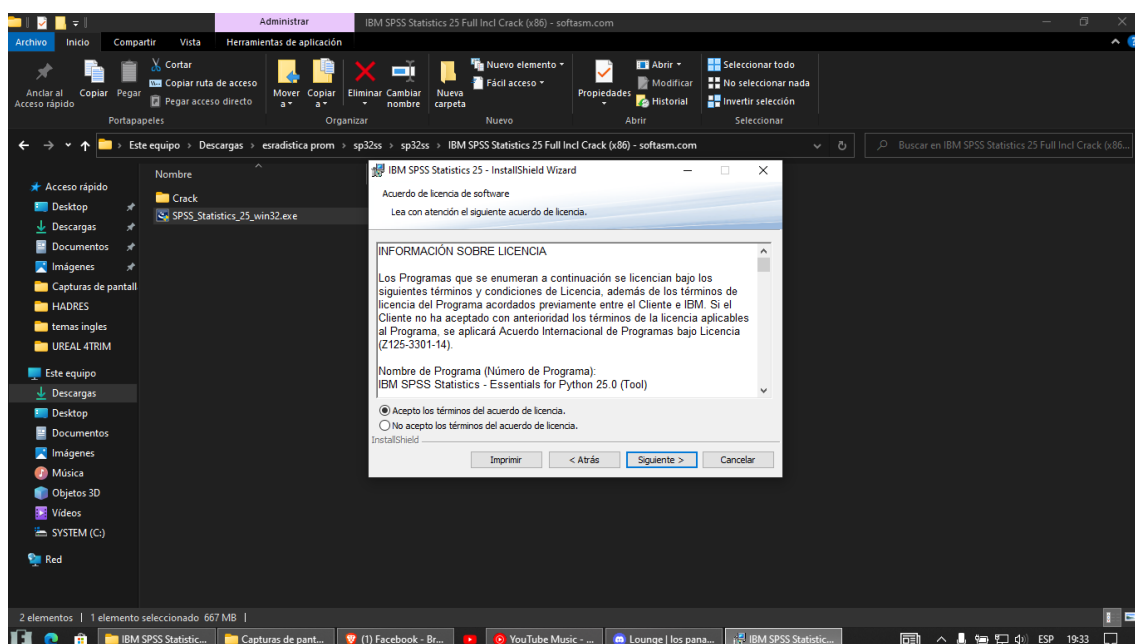 Administrar
IBM SPSS Statistics 25 Full Incl Crack (x86) - softasm.com
Archivo
Inicio
Compartir
Vista
Herramientas de aplicación
Anclar al
Acceso rápido
Copiar
Pegar
Cortar
Copiar ruta de acceso
Pegar acceso directo
Portapapeles
Mover
a
Copiar
a
Eliminar
Cambiar
nombre
Organizar
Nueva
carpeta
Nuevo elemento
Fácil acceso
Nuevo
Propiedades
Abrir
Modificar
Historial
Abrir
Seleccionar todo
No seleccionar nada
Invertir selección
Seleccionar
Este equipo > Descargas > esradistica prom > sp32ss > sp32ss > IBM SPSS Statistics 25 Full Incl Crack (x86) - softasm.com
Buscar en IBM SPSS Statistics 25 Full Incl Crack (x86...
Acceso rápido
Desktop
Descargas
Documentos
Imágenes
Capturas de pantall
HADRES
temas ingles
UREAL 4TRIM
Este equipo
Descargas
Desktop
Documentos
Imágenes
Música
Objetos 3D
Vídeos
SYSTEM (C:)
Red
Nombre
Crack
SPSS_Statistics_25_win32.exe
IBM SPSS Statistics 25 - InstallShield Wizard
Acuerdo de licencia de software
Lea con atención el siguiente acuerdo de licencia.
INFORMACIÓN SOBRE LICENCIA
Los Programas que se enumeran a continuación se licencian bajo los
siguientes términos y condiciones de Licencia, además de los términos de
licencia del Programa acordados previamente entre el Cliente e IBM. Si el
Cliente no ha aceptado con anterioridad los términos de la licencia aplicables
al Programa, se aplicará Acuerdo Internacional de Programas bajo Licencia
(Z125-3301-14).
Nombre de Programa (Número de Programa):
IBM SPSS Statistics - Essentials for Python 25.0 (Tool)
Acepto los términos del acuerdo de licencia.
No acepto los términos del acuerdo de licencia.
InstallShield
Imprimir
< Atrás
Siguiente >
Cancelar
2 elementos
1 elemento seleccionado 667 MB
IBM SPSS Statistic...
Capturas de pant...
(1) Facebook - Br...
YouTube Music - ...
Lounge | los pana...
IBM SPSS Statistic...
ESP
19:33